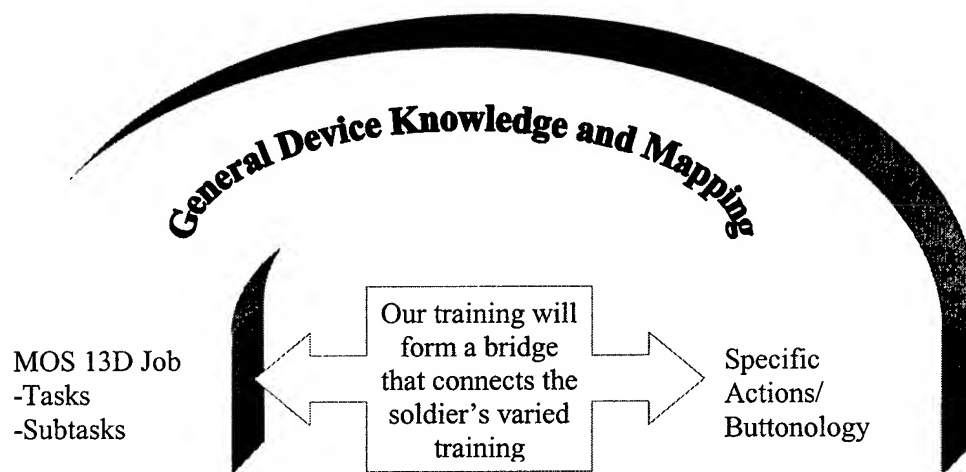 General Device Knowledge and Mapping
MOS 13D Job
-Tasks
-Subtasks
Our training will
form a bridge
that connects the
soldier's varied
training
Specific
Actions/
Buttonology